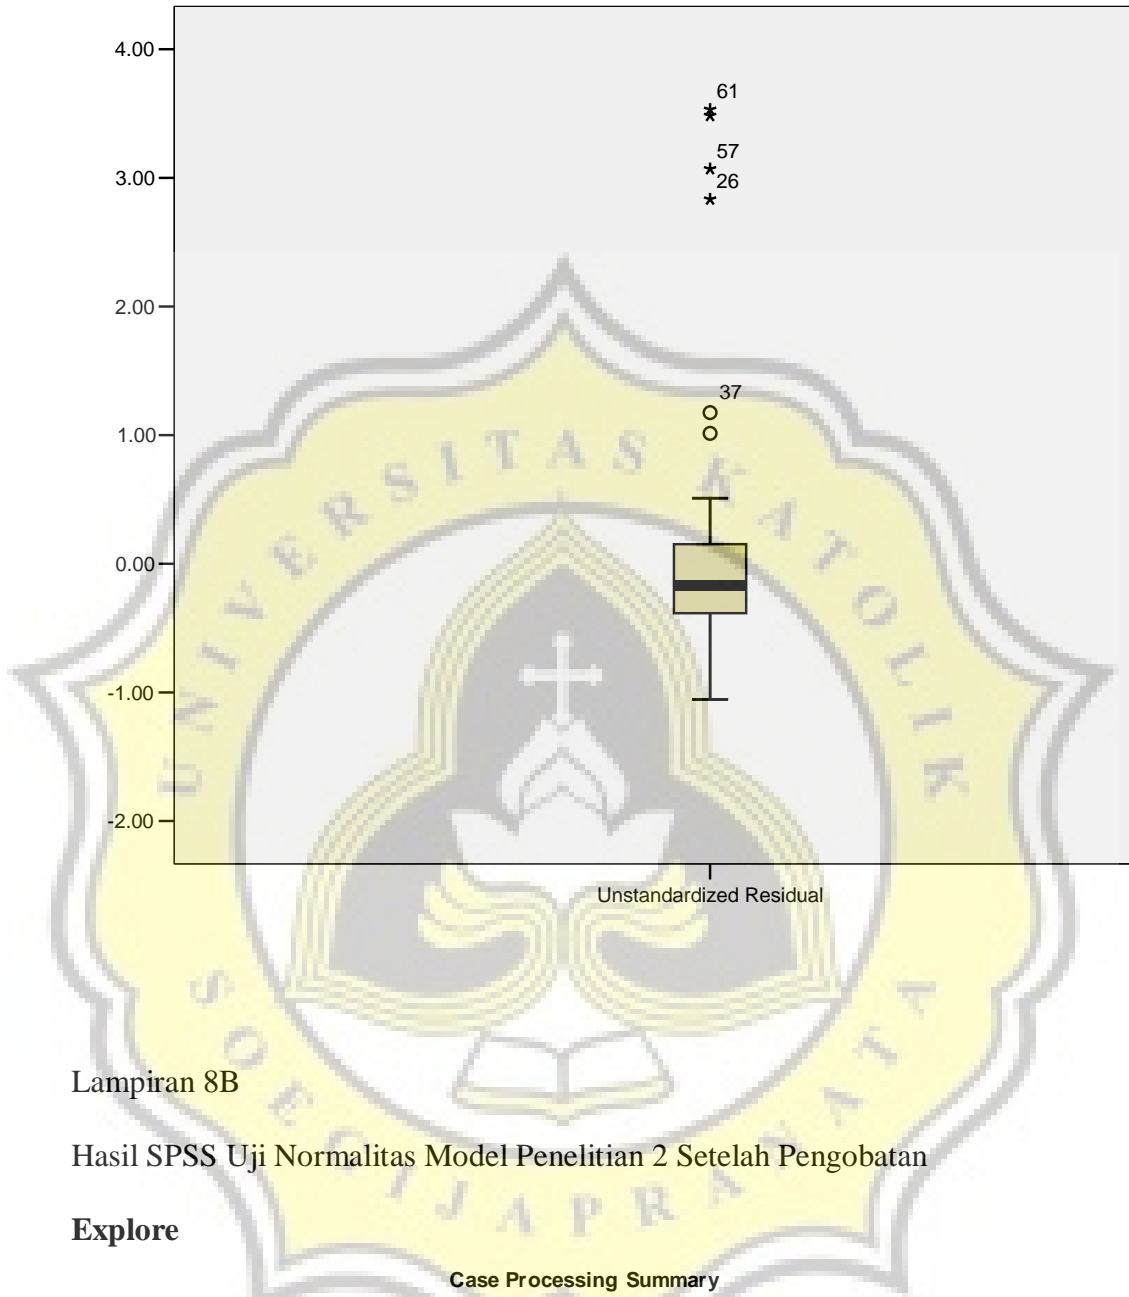 4.00
61
57
3.00
26
2.00
37
1.00
0.00
-1.00
-2.00
Unstandardized Residual
UNIVERSITAS KATOLIK
SOEGIJAPRANATA
Lampiran 8B
Hasil SPSS Uji Normalitas Model Penelitian 2 Setelah Pengobatan
Explore
Case Processing Summary